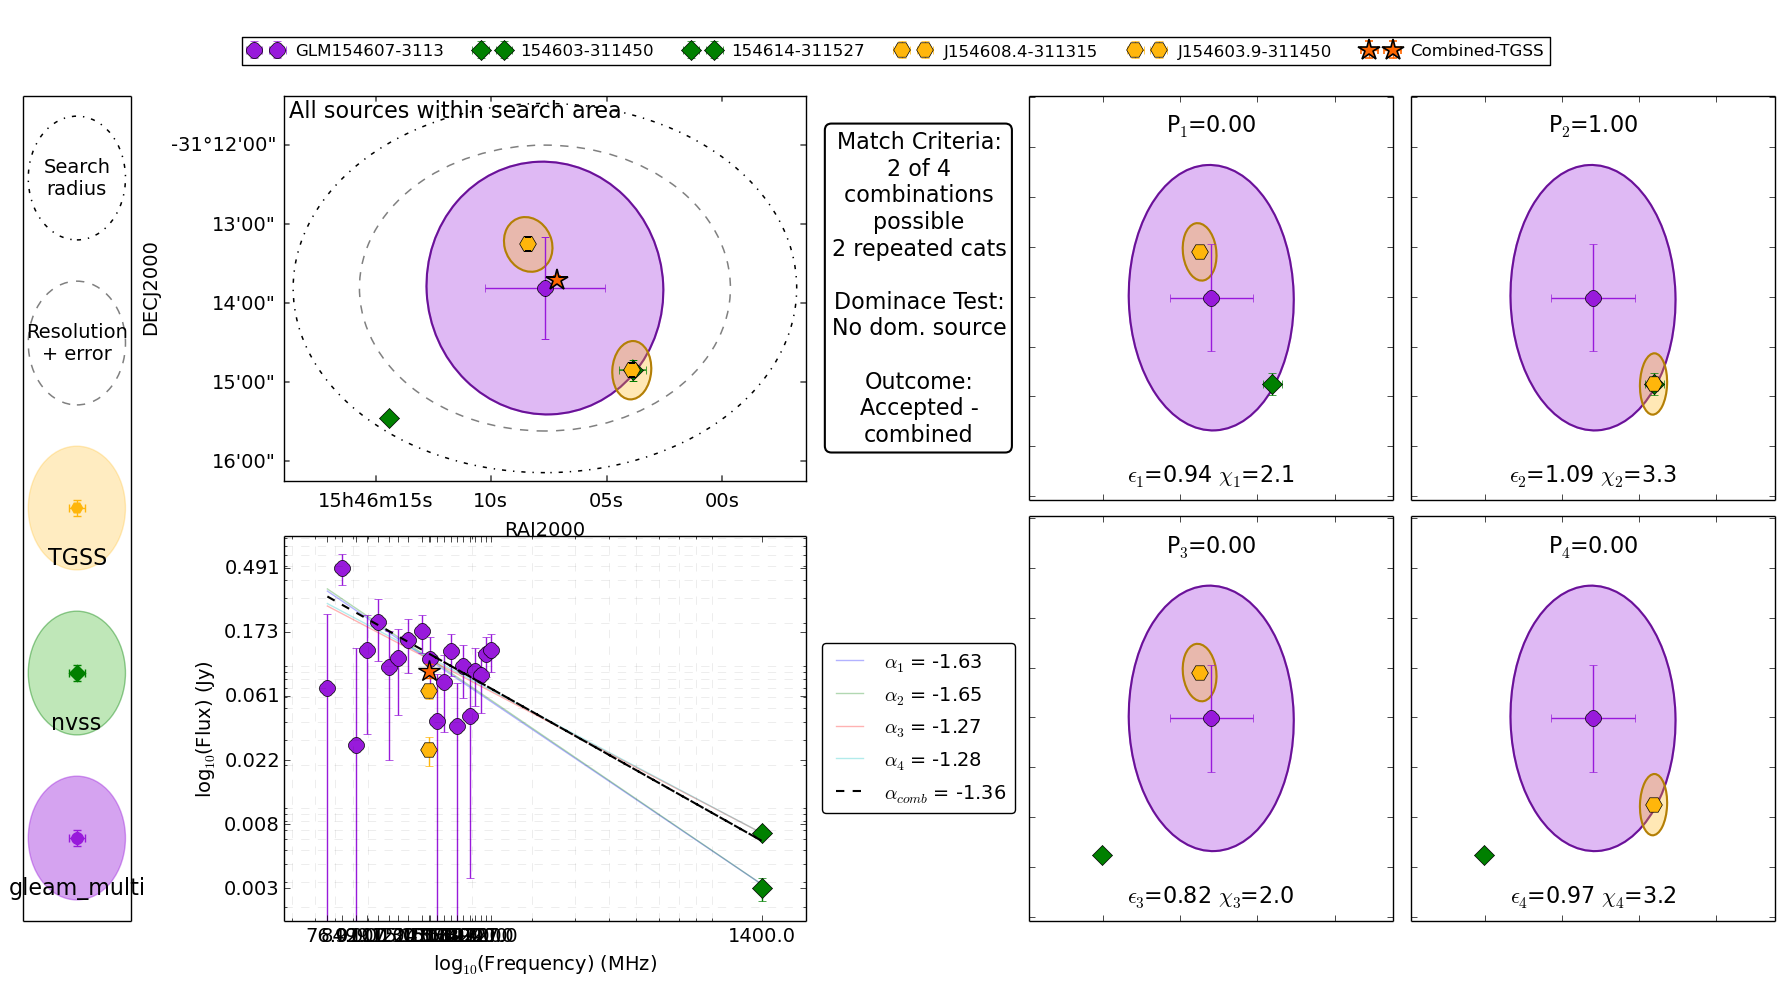 GLM154607-3113
154603-311450
154614-311527
J154608.4-311315
J154603.9-311450
Combined-TGSS
Search
radius
Resolution
+ error
TGSS
nvss
gleam_multi
All sources within search area
DECJ2000
-31°12'00"
13'00"
14'00"
15'00"
16'00"
15h46m15s
10s
05s
00s
RAJ2000
Match Criteria:
2 of 4
combinations
possible
2 repeated cats
Dominace Test:
No dom. source
Outcome:
Accepted -
combined
P₁=0.00
ϵ₁=0.94 χ₁=2.1
P₂=1.00
ϵ₂=1.09 χ₂=3.3
P₃=0.00
ϵ₃=0.82 χ₃=2.0
P₄=0.00
ϵ₄=0.97 χ₄=3.2
log₁₀(Flux) (Jy)
0.491
0.173
0.061
0.022
0.008
0.003
1400.0
log₁₀(Frequency) (MHz)
α₁ = -1.63
α₂ = -1.65
α₃ = -1.27
α₄ = -1.28
α_comb = -1.36